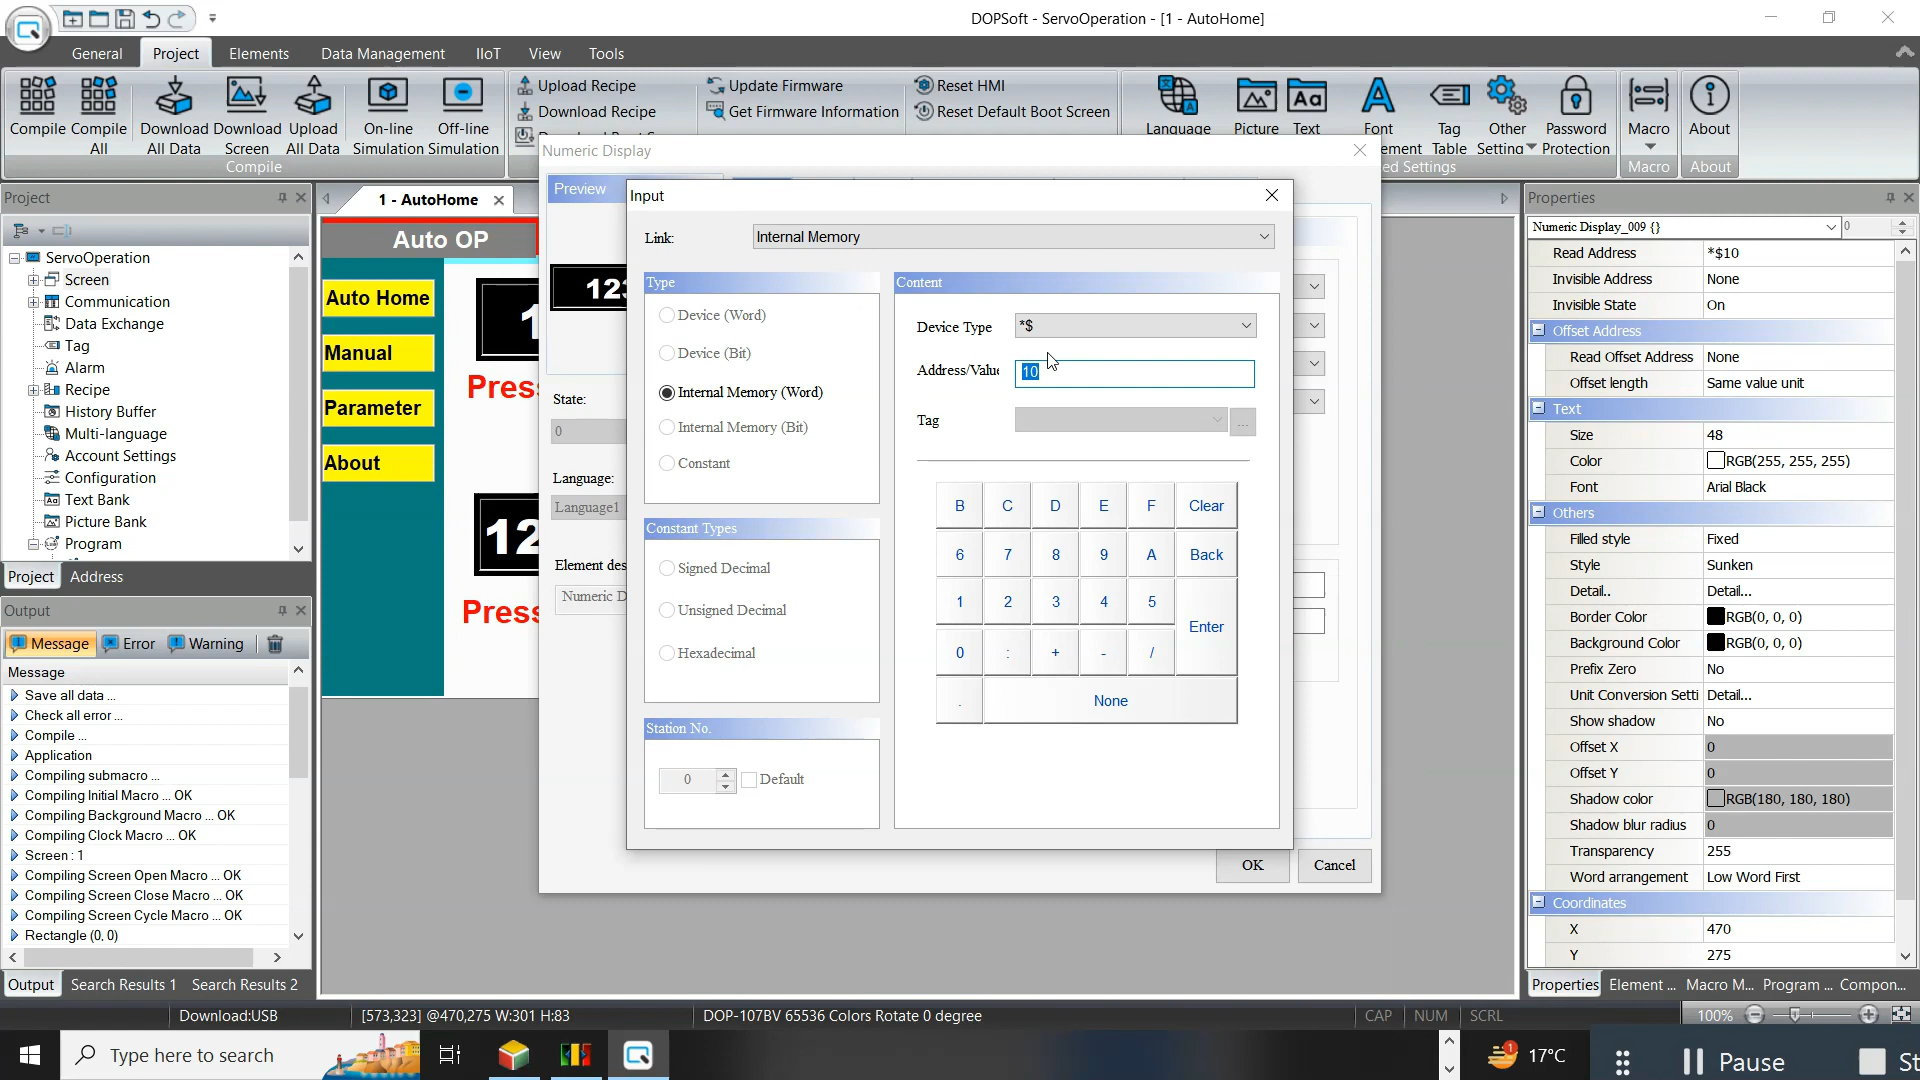 DOPSoft - ServoOperation - [1 - AutoHome]
General
Project
Elements
Data Management
IIoT
View
Tools
Compile
Compile All
Download All Data
Download Screen
Upload All Data
On-line Simulation
Off-line Simulation
Compile
Upload Recipe
Download Recipe
Update Firmware
Get Firmware Information
Reset HMI
Reset Default Boot Screen
Language
Picture
Text
Font
Tag Table
Other Setting
Password Protection
Macro
Macro
About
About
Project
ServoOperation
Screen
Communication
Data Exchange
Tag
Alarm
Recipe
History Buffer
Multi-language
Account Settings
Configuration
Text Bank
Picture Bank
Program
Project
Address
Output
Message
Error
Warning
Message
Save all data ...
Check all error ...
Compile ...
Application
Compiling submacro ...
Compiling Initial Macro ... OK
Compiling Background Macro ... OK
Compiling Clock Macro ... OK
Screen : 1
Compiling Screen Open Macro ... OK
Compiling Screen Close Macro ... OK
Compiling Screen Cycle Macro ... OK
Rectangle (0, 0)
Output
Search Results 1
Search Results 2
1 - AutoHome
Auto OP
Auto Home
Manual
Parameter
About
Press
12
Press
Numeric Display
Preview
123
State:
0
Language:
Language1
Element des
Numeric D
OK
Cancel
Input
Link:
Internal Memory
Type
Device (Word)
Device (Bit)
Internal Memory (Word)
Internal Memory (Bit)
Constant
Constant Types
Signed Decimal
Unsigned Decimal
Hexadecimal
Station No.
0
Default
Content
Device Type
*$
Address/Value
10
Tag
...
B C D E F Clear
6 7 8 9 A Back
1 2 3 4 5 Enter
0 : + - /
. None
Properties
Numeric Display_009 {}
0
Read Address *$10
Invisible Address None
Invisible State On
Offset Address
Read Offset Address None
Offset length Same value unit
Text
Size 48
Color RGB(255, 255, 255)
Font Arial Black
Others
Filled style Fixed
Style Sunken
Detail.. Detail...
Border Color RGB(0, 0, 0)
Background Color RGB(0, 0, 0)
Prefix Zero No
Unit Conversion Setti Detail...
Show shadow No
Offset X 0
Offset Y 0
Shadow color RGB(180, 180, 180)
Shadow blur radius 0
Transparency 255
Word arrangement Low Word First
Coordinates
X 470
Y 275
Properties
Element ...
Macro M...
Program ...
Compon...
Download:USB
[573,323] @470,275 W:301 H:83
DOP-107BV 65536 Colors Rotate 0 degree
CAP
NUM
SCRL
100%
Type here to search
1
17°C
Pause
St